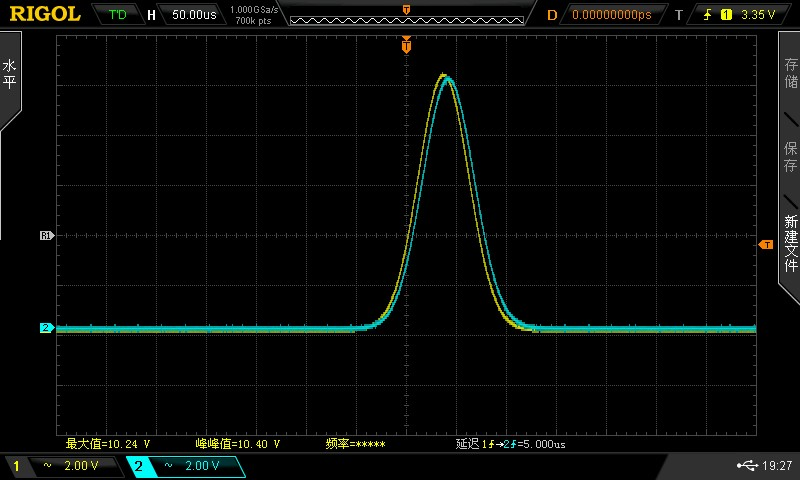 RIGOL T'D H 50.00us 1.000GSa/s 700k pts D 0.00000000ps T 1 3.35 V
T
T
水平
存储
保存
新建文件
R1
T
2
最大值=10.24 V 峰峰值=10.40 V 频率=***** 延迟1→2=5.000us
1 ~ 2.00 V 2 ~ 2.00 V 19:27